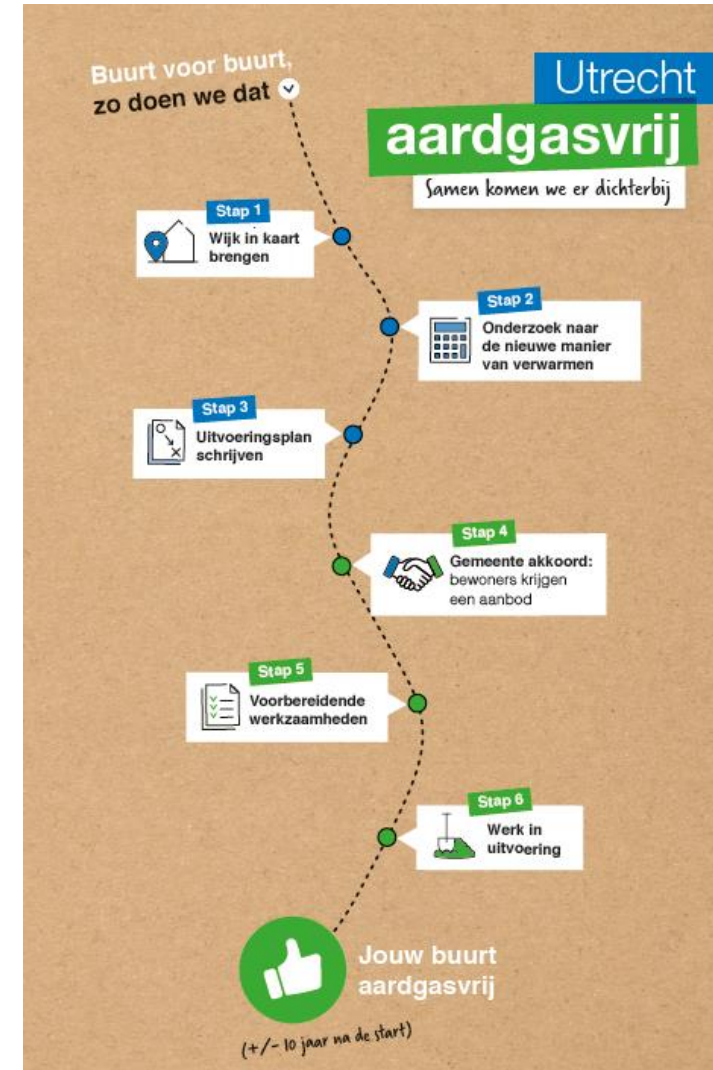 Buurt voor buurt,
zo doen we dat
Utrecht
aardgasvrij
Samen komen we er dichterbij
Stap 1
Wijk in kaart
brengen
Stap 2
Onderzoek naar
de nieuwe manier
van verwarmen
Stap 3
Uitvoeringsplan
schrijven
Stap 4
Gemeente akkoord:
bewoners krijgen
een aanbod
Stap 5
Voorbereidende
werkzaamheden
Stap 6
Werk in
uitvoering
Jouw buurt
aardgasvrij
(+/- 10 jaar na de start)